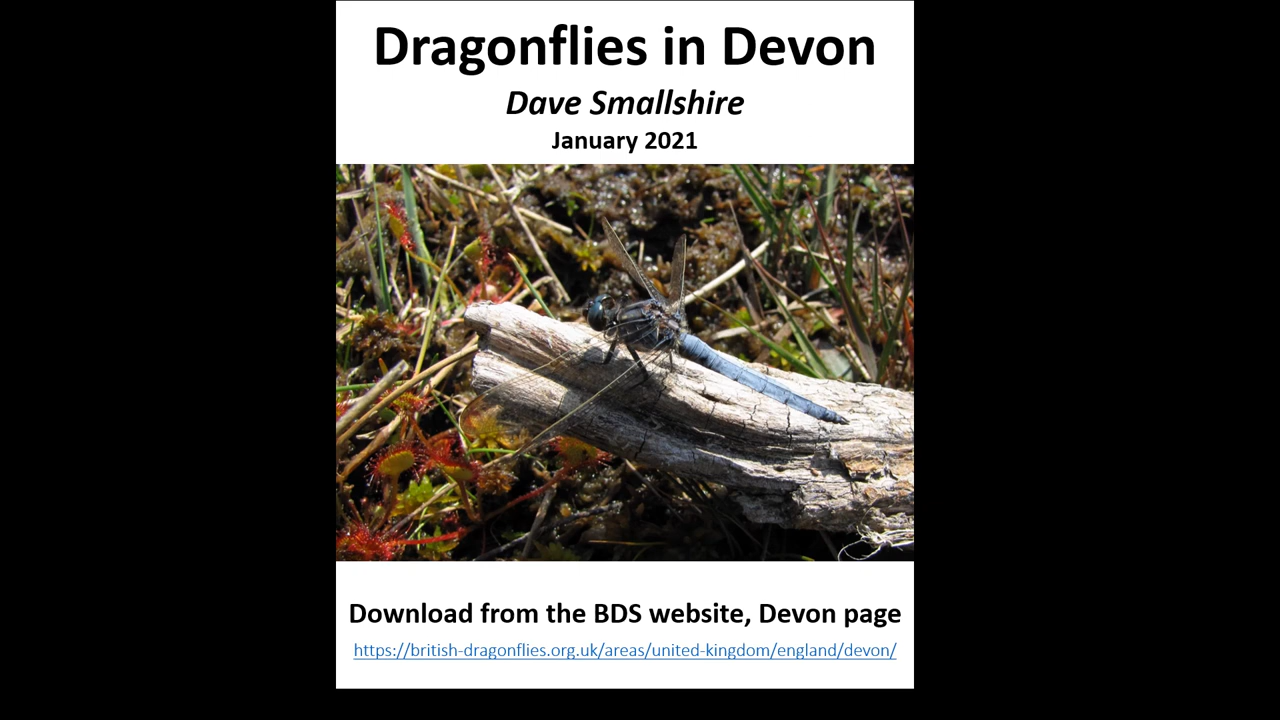 Dragonflies in Devon
Dave Smallshire
January 2021
Download from the BDS website, Devon page
https://british-dragonflies.org.uk/areas/united-kingdom/england/devon/